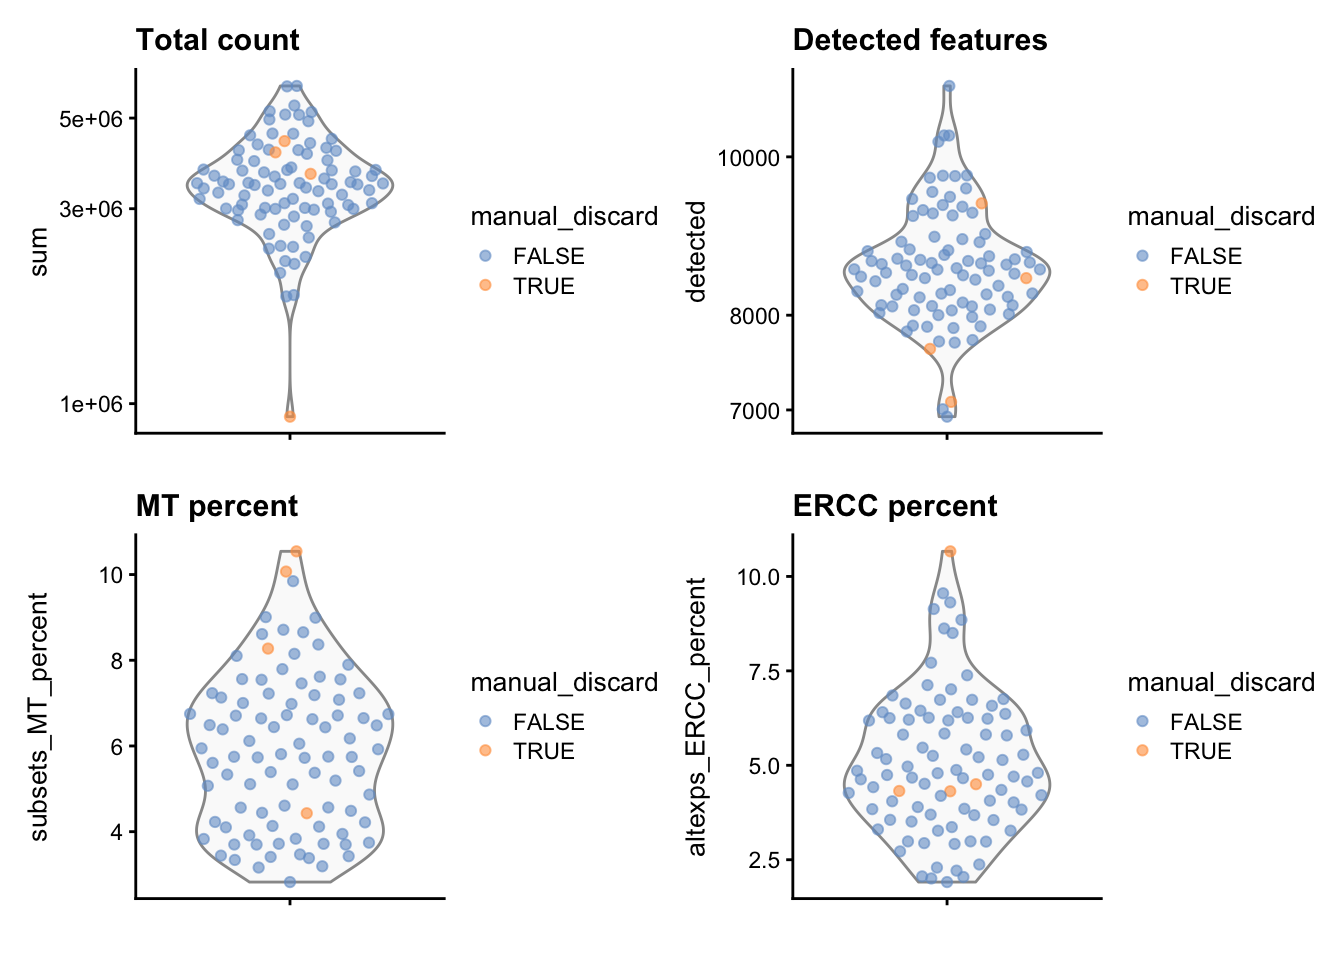 Total count
sum
5e+06
3e+06
1e+06
manual_discard
FALSE
TRUE
Detected features
detected
10000
8000
7000
manual_discard
FALSE
TRUE
MT percent
subsets_MT_percent
10
8
6
4
manual_discard
FALSE
TRUE
ERCC percent
altexps_ERCC_percent
10.0
7.5
5.0
2.5
manual_discard
FALSE
TRUE